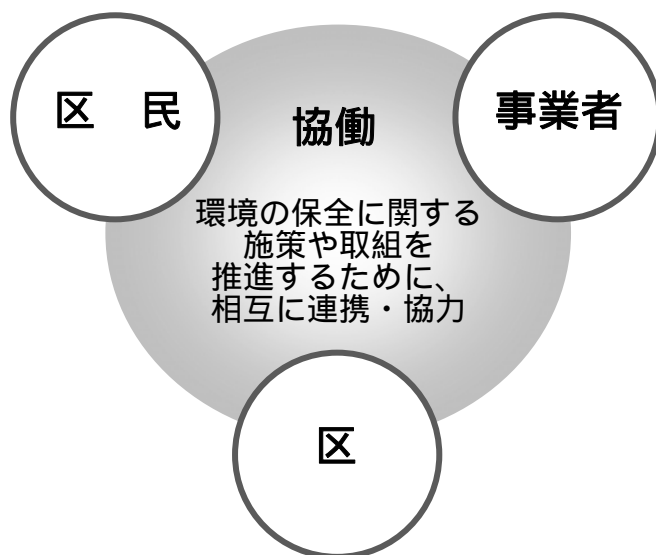 区　民
事業者
協働
環境の保全に関する
施策や取組を
推進するために、
相互に連携・協力
区